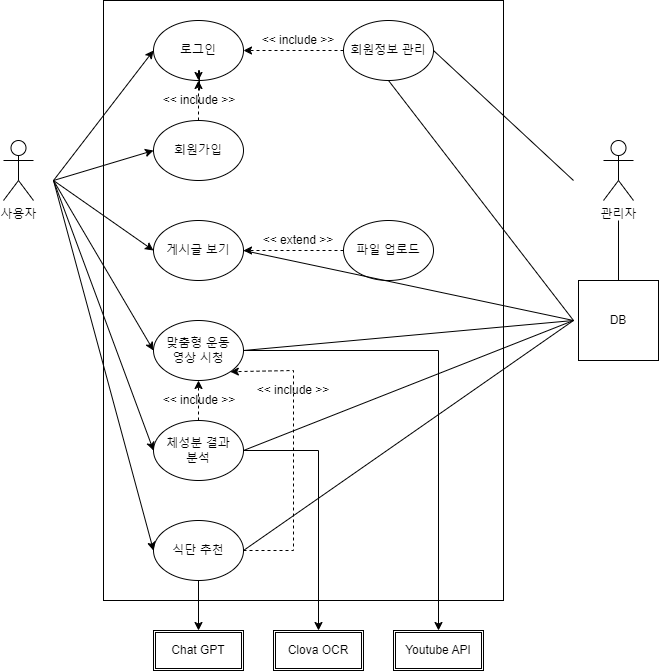 로그인
<< include >>
회원정보 관리
<< include >>
회원가입
사용자
관리자
게시글 보기
<< extend >>
파일 업로드
DB
맞춤형 운동
영상 시청
<< include >>
<< include >>
체성분 결과
분석
식단 추천
Chat GPT
Clova OCR
Youtube API